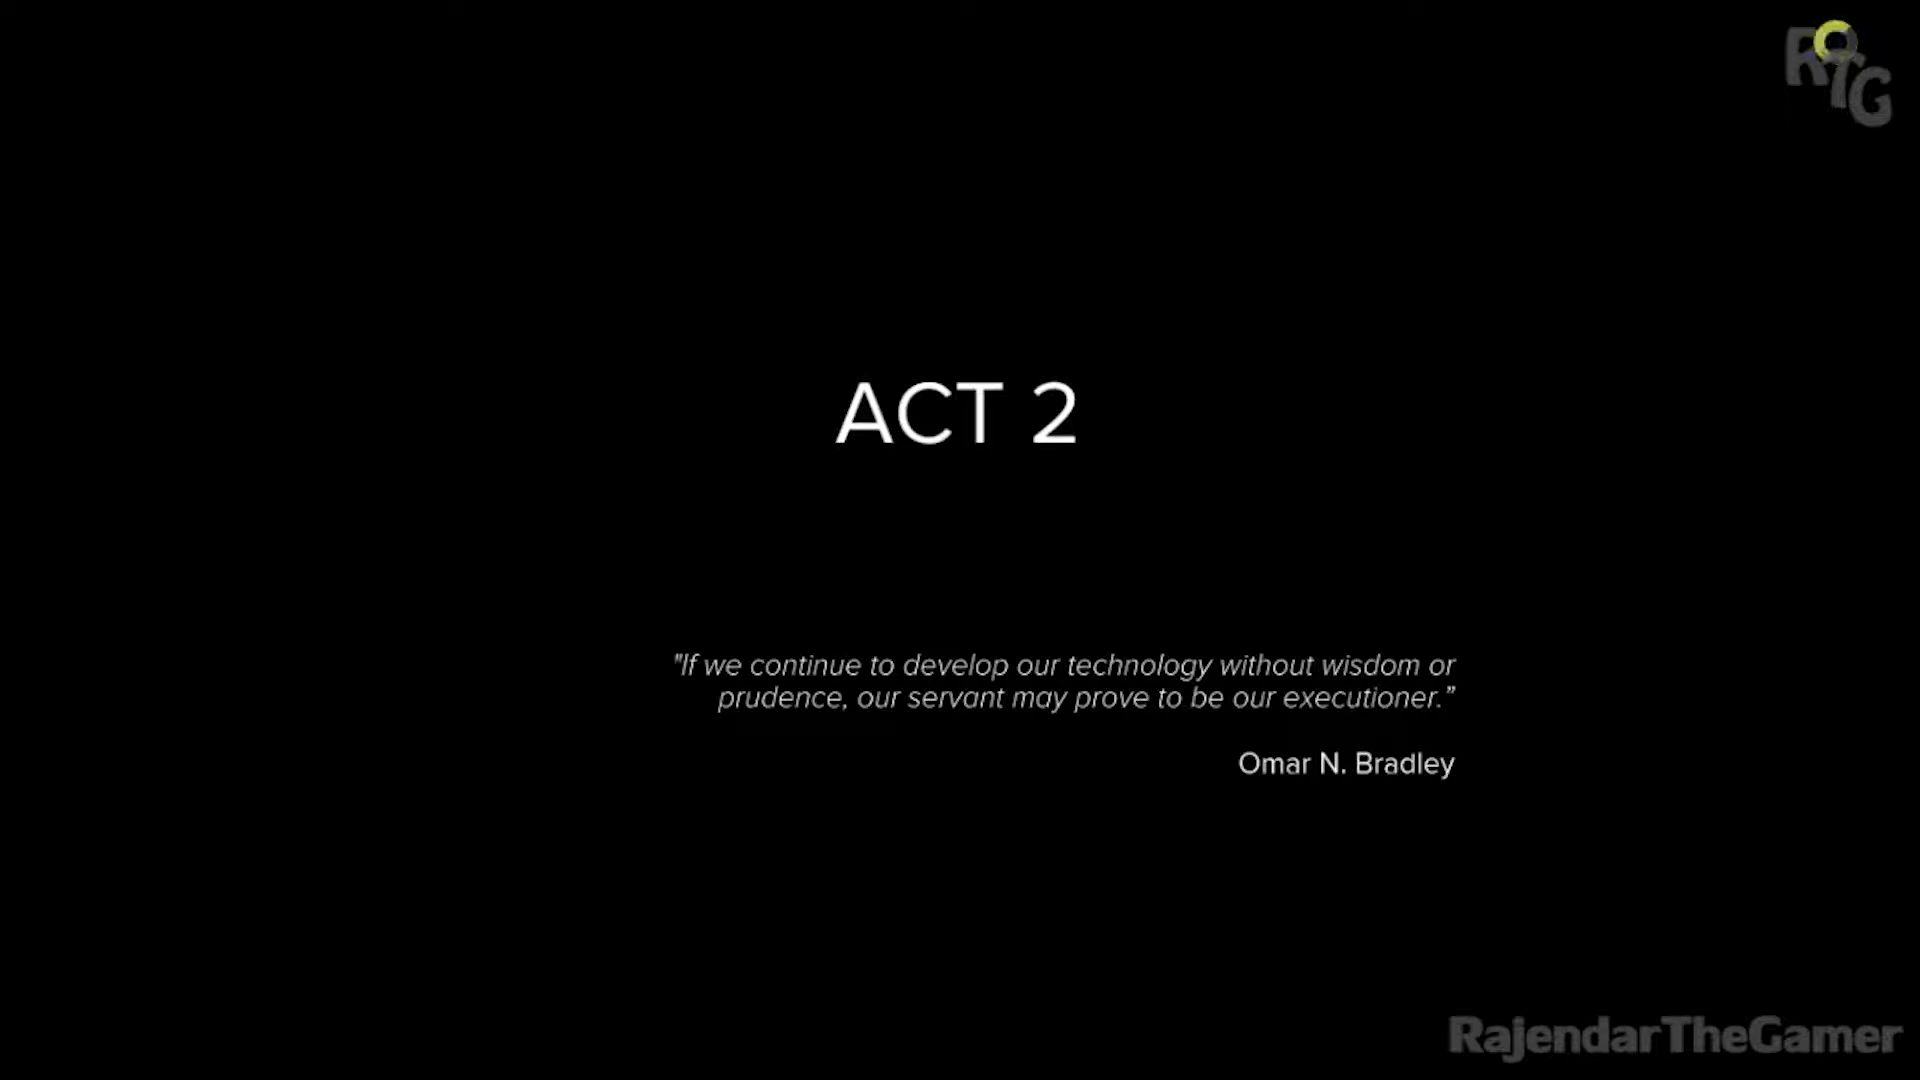 RTG
ACT 2
"If we continue to develop our technology without wisdom or
prudence, our servant may prove to be our executioner.”
Omar N. Bradley
RajendarTheGamer